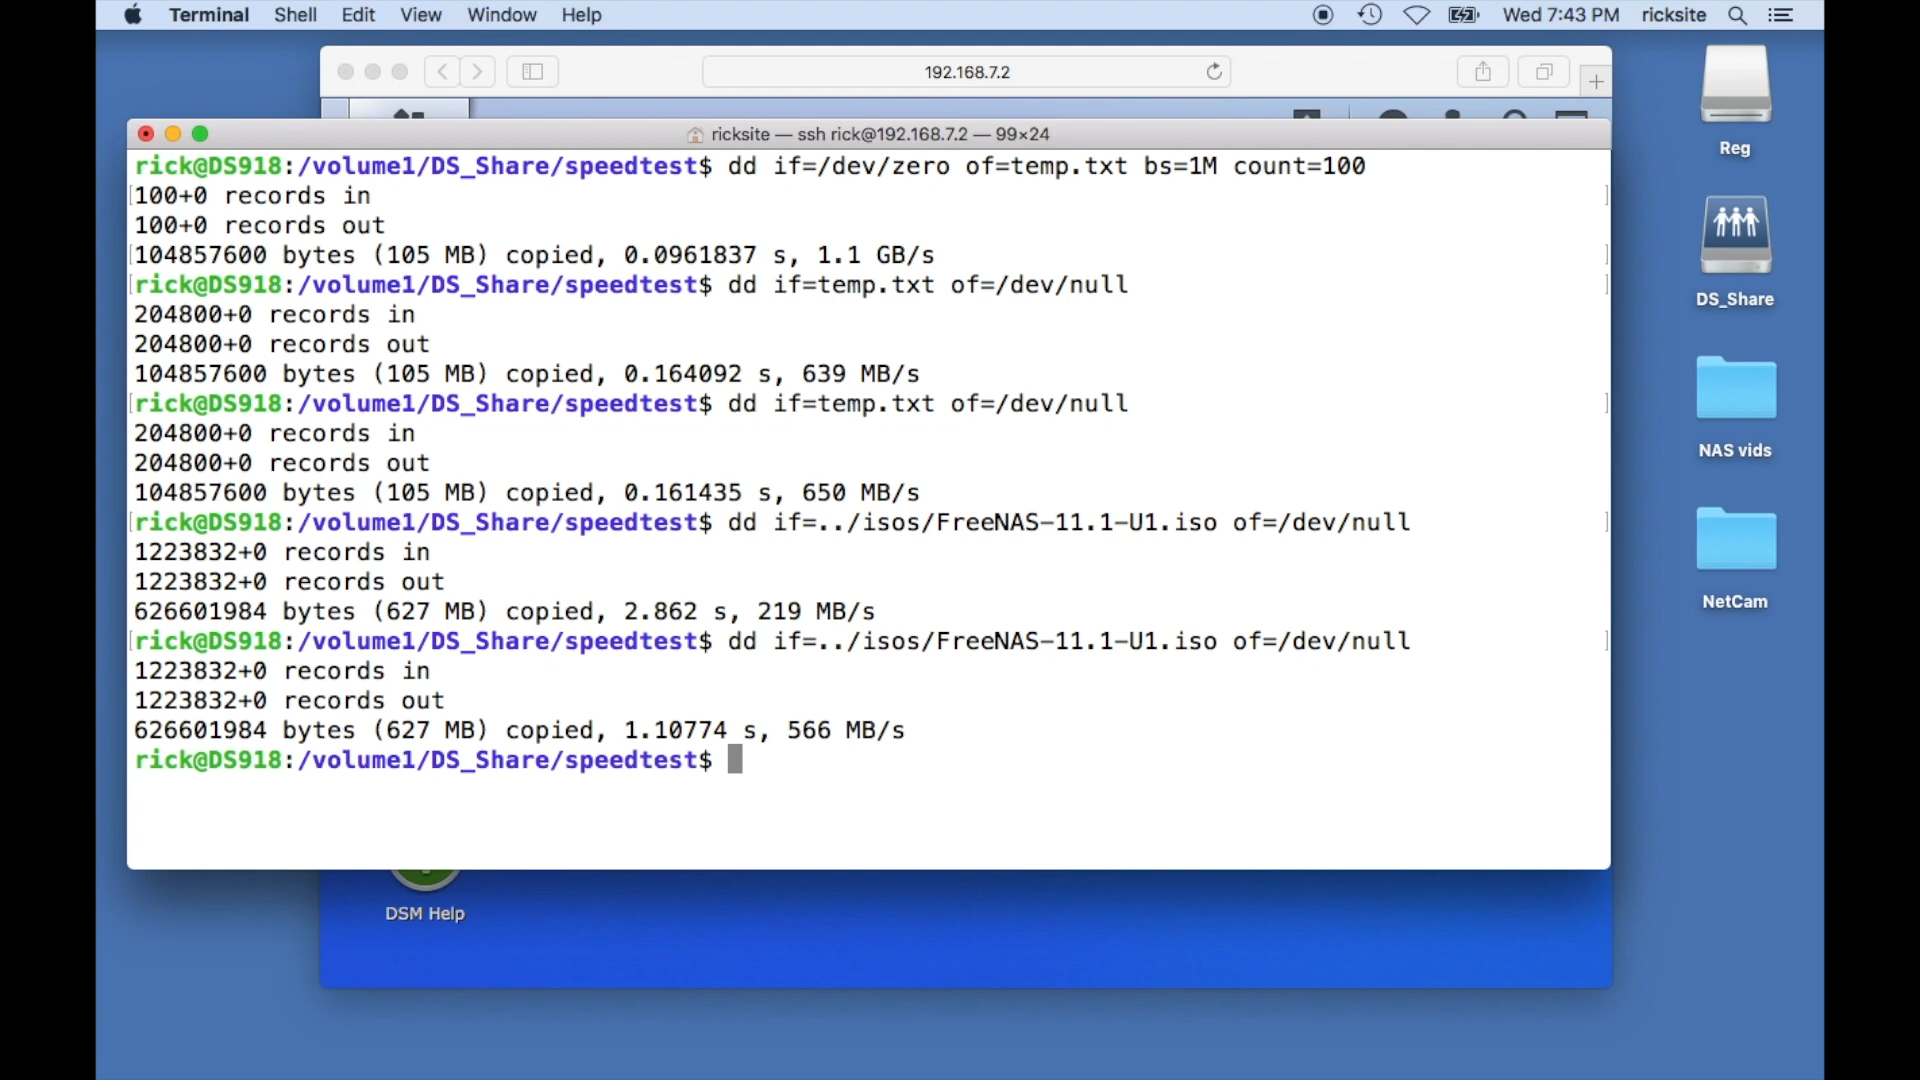 Terminal Shell Edit View Window Help Wed 7:43 PM ricksite
192.168.7.2
ricksite — ssh rick@192.168.7.2 — 99×24
rick@DS918:/volume1/DS_Share/speedtest$ dd if=/dev/zero of=temp.txt bs=1M count=100
100+0 records in
100+0 records out
104857600 bytes (105 MB) copied, 0.0961837 s, 1.1 GB/s
rick@DS918:/volume1/DS_Share/speedtest$ dd if=temp.txt of=/dev/null
204800+0 records in
204800+0 records out
104857600 bytes (105 MB) copied, 0.164092 s, 639 MB/s
rick@DS918:/volume1/DS_Share/speedtest$ dd if=temp.txt of=/dev/null
204800+0 records in
204800+0 records out
104857600 bytes (105 MB) copied, 0.161435 s, 650 MB/s
rick@DS918:/volume1/DS_Share/speedtest$ dd if=../isos/FreeNAS-11.1-U1.iso of=/dev/null
1223832+0 records in
1223832+0 records out
626601984 bytes (627 MB) copied, 2.862 s, 219 MB/s
rick@DS918:/volume1/DS_Share/speedtest$ dd if=../isos/FreeNAS-11.1-U1.iso of=/dev/null
1223832+0 records in
1223832+0 records out
626601984 bytes (627 MB) copied, 1.10774 s, 566 MB/s
rick@DS918:/volume1/DS_Share/speedtest$
DSM Help
Reg
DS_Share
NAS vids
NetCam